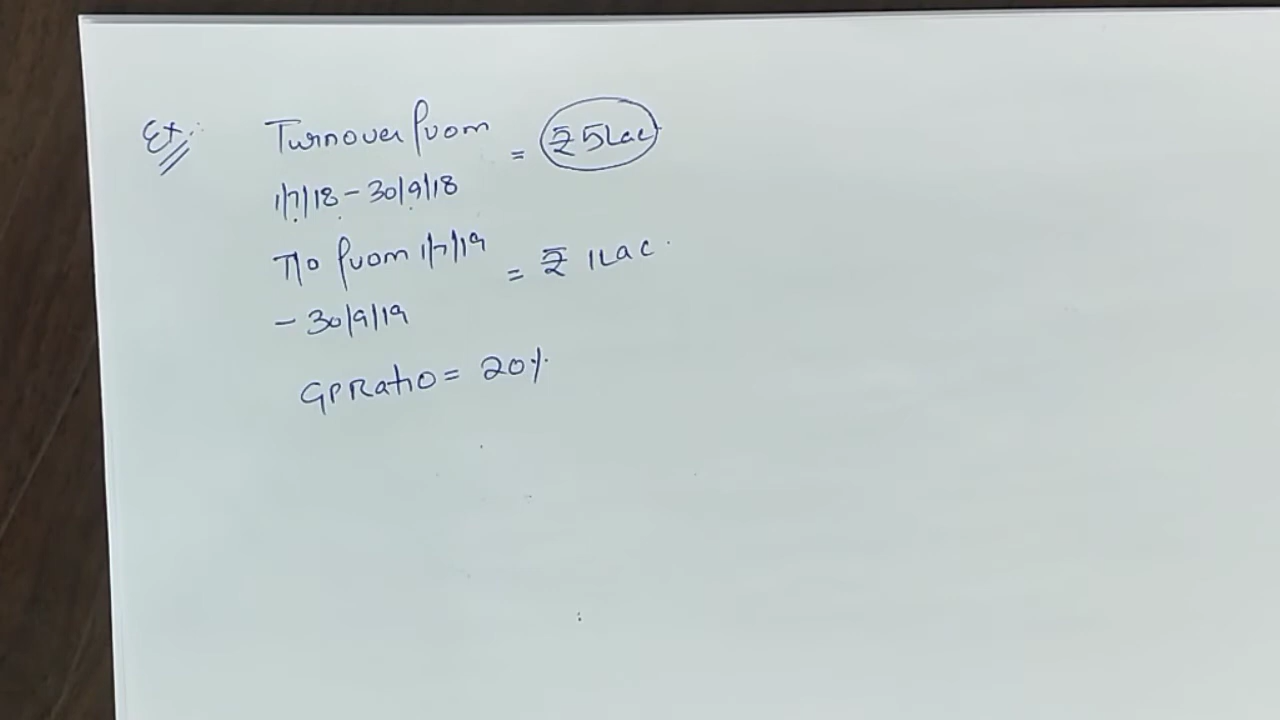 Ex:
Turnover from = ₹ 5Lac
1/7/18 - 30/9/18
T/o from 1/7/19 = ₹ 1Lac.
- 30/9/19
GP Ratio = 20%